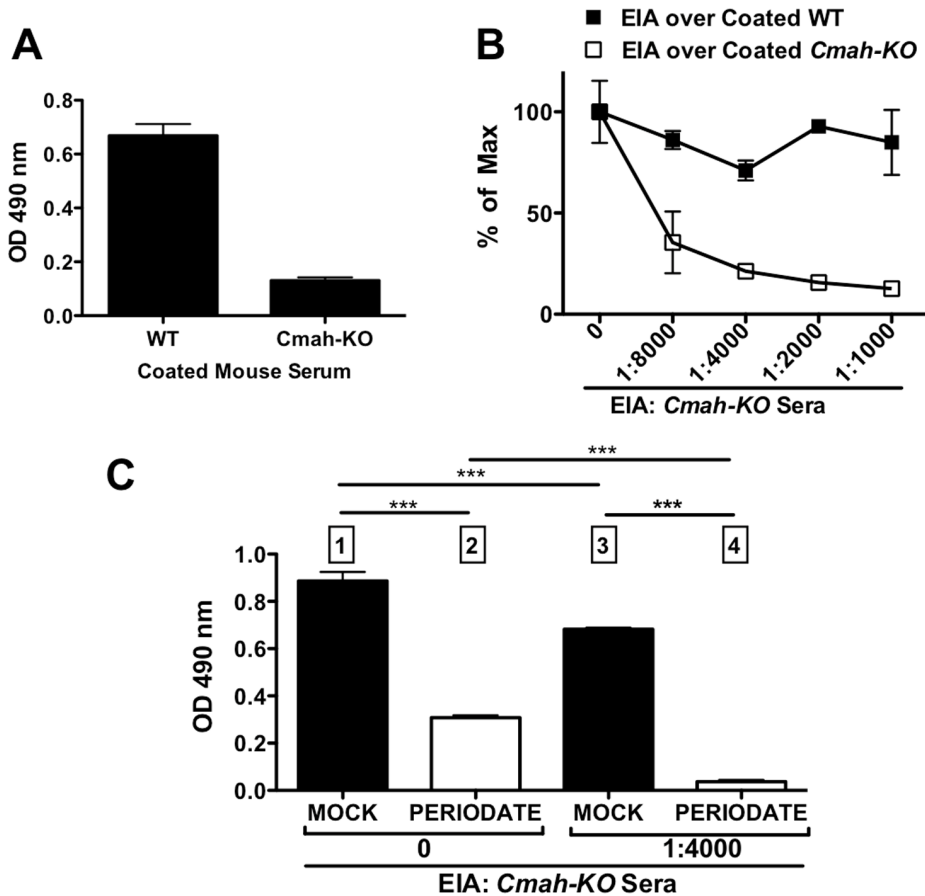 A
0.8
0.6
0.4
0.2
0.0
OD 490 nm
WT
Cmah-KO
Coated Mouse Serum
EIA over Coated WT
EIA over Coated Cmah-KO
B
100
50
0
% of Max
0
1:8000
1:4000
1:2000
1:1000
EIA: Cmah-KO Sera
C
***
***
***
***
1
2
3
4
1.0
0.8
0.6
0.4
0.2
0.0
OD 490 nm
MOCK
PERIODATE
MOCK
PERIODATE
0
1:4000
EIA: Cmah-KO Sera